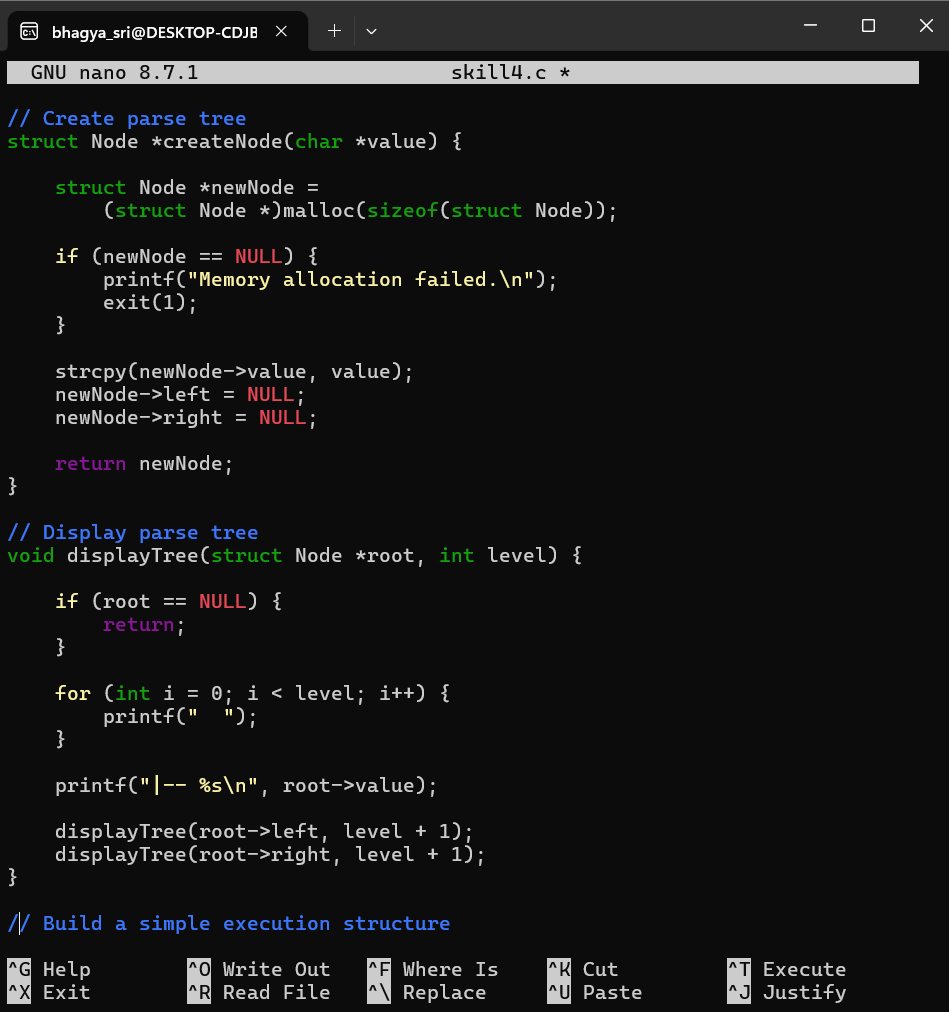 bhagya_sri@DESKTOP-CDJB
GNU nano 8.7.1 skill4.c *
// Create parse tree
struct Node *createNode(char *value) {
    struct Node *newNode =
        (struct Node *)malloc(sizeof(struct Node));
    if (newNode == NULL) {
        printf("Memory allocation failed.\n");
        exit(1);
    }
    strcpy(newNode->value, value);
    newNode->left = NULL;
    newNode->right = NULL;
    return newNode;
}
// Display parse tree
void displayTree(struct Node *root, int level) {
    if (root == NULL) {
        return;
    }
    for (int i = 0; i < level; i++) {
        printf("  ");
    }
    printf("|-- %s\n", root->value);
    displayTree(root->left, level + 1);
    displayTree(root->right, level + 1);
}
// Build a simple execution structure
^G Help ^O Write Out ^F Where Is ^K Cut ^T Execute
^X Exit ^R Read File ^\ Replace ^U Paste ^J Justify